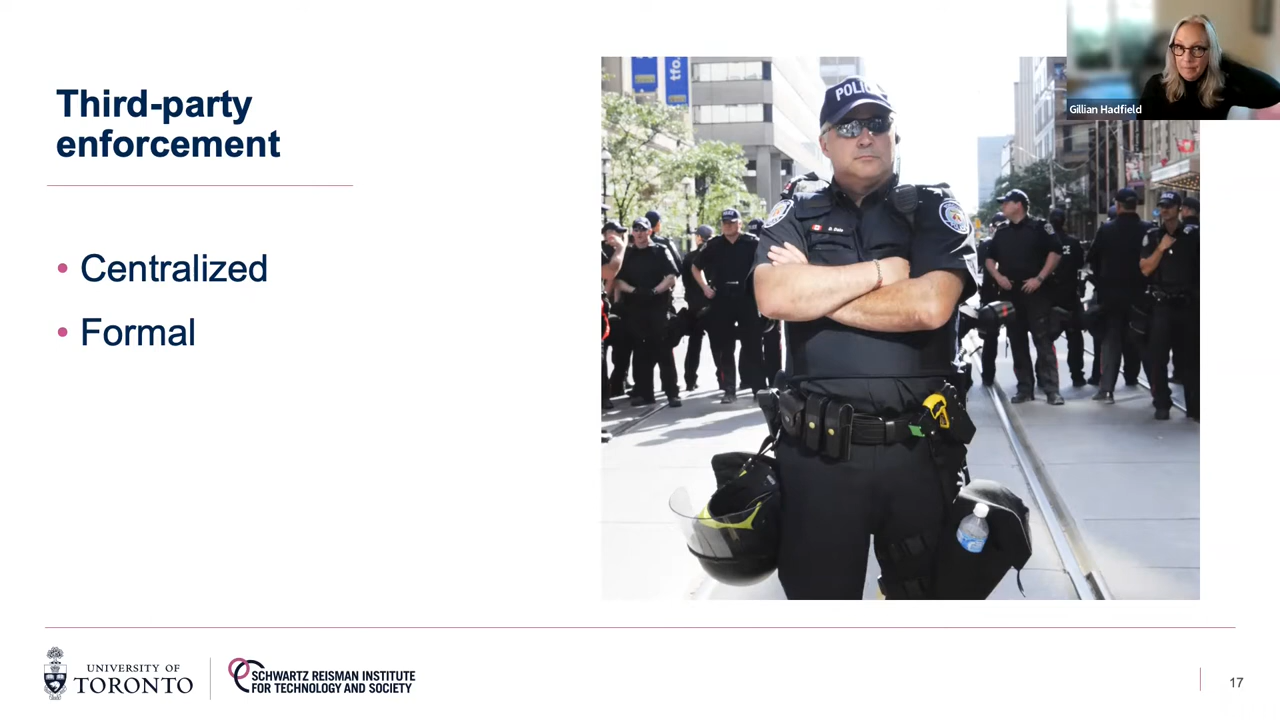 Third-party
enforcement
• Centralized
• Formal
tfo.
POLICE
Gillian Hadfield
UNIVERSITY OF
TORONTO
SCHWARTZ REISMAN INSTITUTE
FOR TECHNOLOGY AND SOCIETY
17